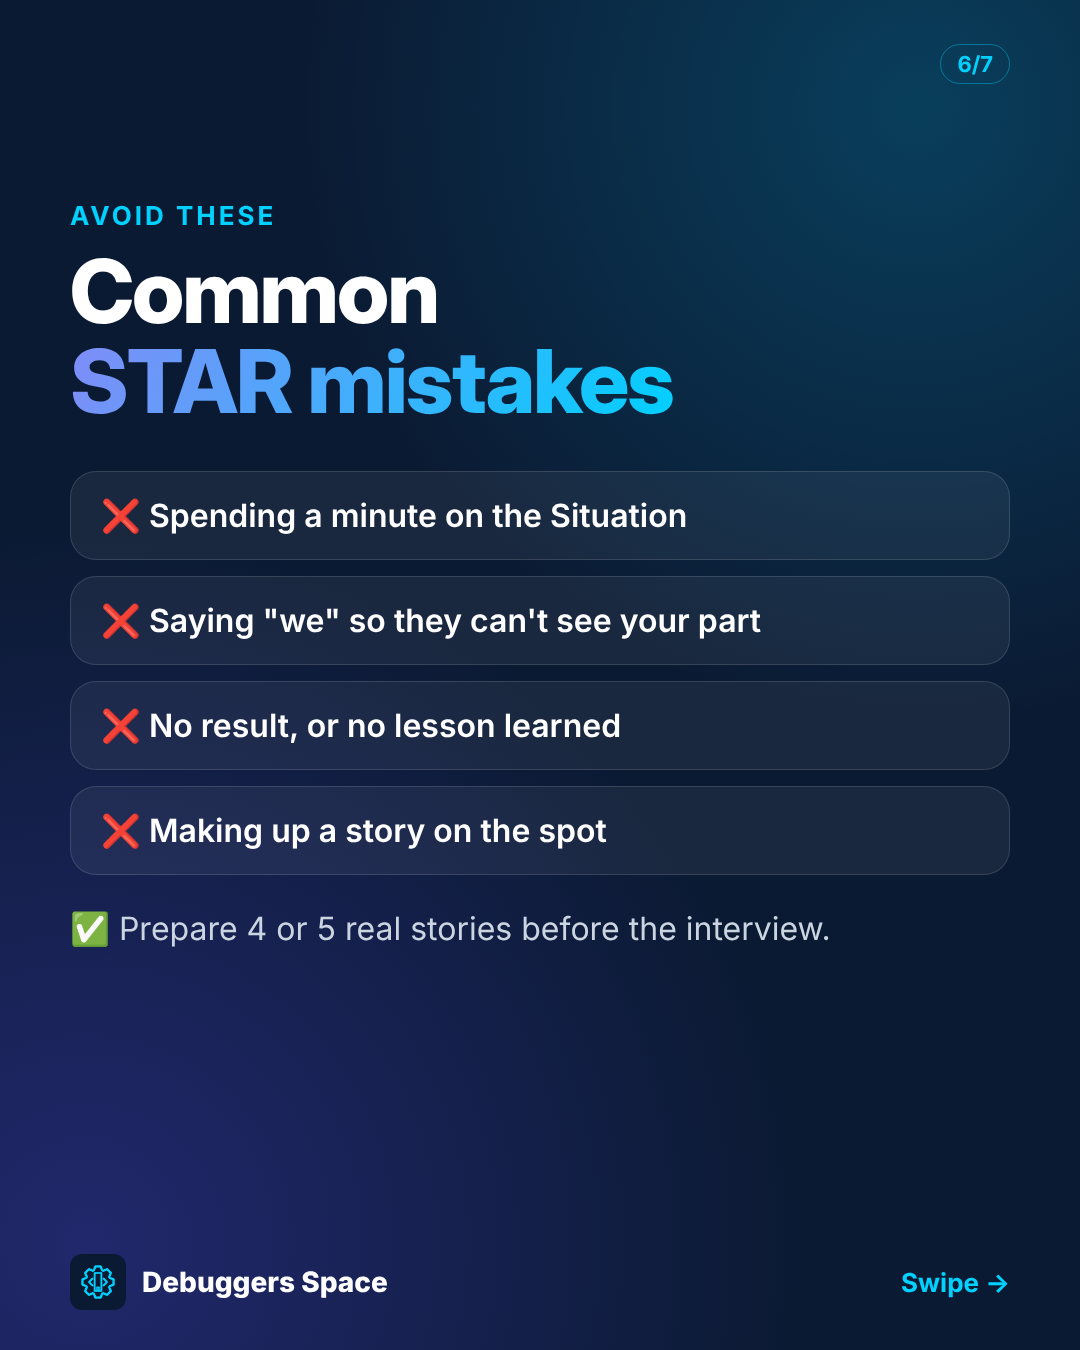 6/7
AVOID THESE
Common
STAR mistakes
❌ Spending a minute on the Situation
❌ Saying "we" so they can't see your part
❌ No result, or no lesson learned
❌ Making up a story on the spot
✅ Prepare 4 or 5 real stories before the interview.
Debuggers Space
Swipe →